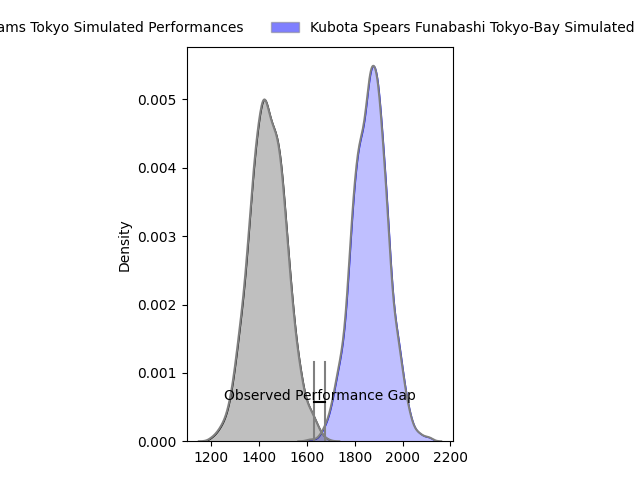 ams Tokyo Simulated Performances
Kubota Spears Funabashi Tokyo-Bay Simulated
0.005
0.004
0.003
0.002
0.001
0.000
Density
Observed Performance Gap
1200 1400 1600 1800 2000 2200